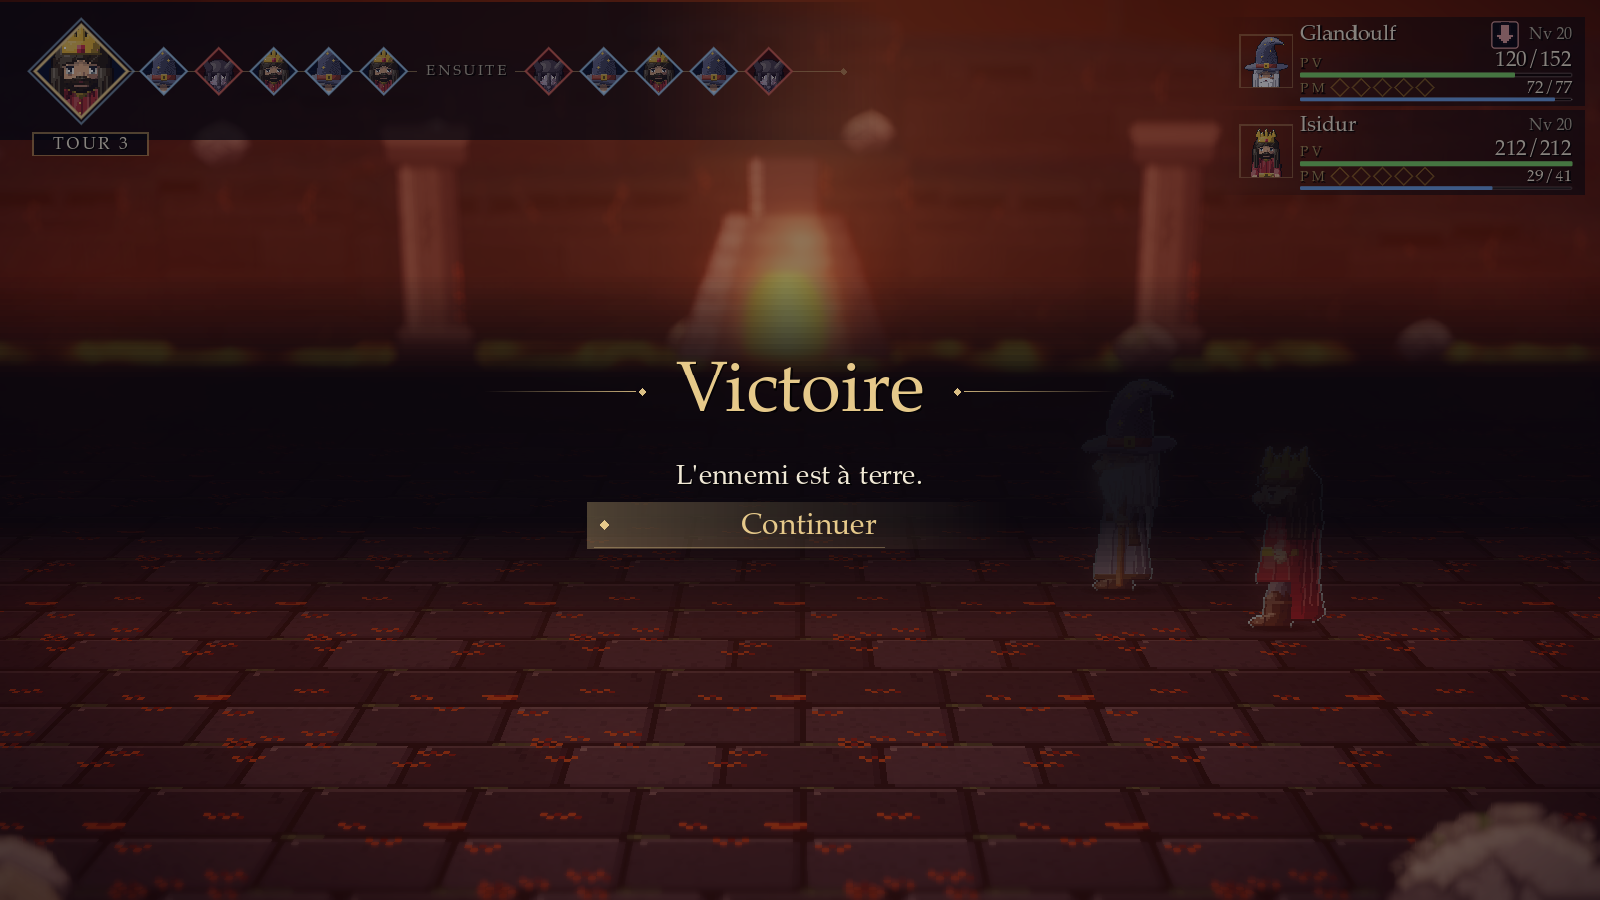 ENSUITE
TOUR 3
Glandoulf
Nv 20
PV
120/152
PM
72/77
Isidur
Nv 20
PV
212/212
PM
29/41
Victoire
L'ennemi est à terre.
Continuer